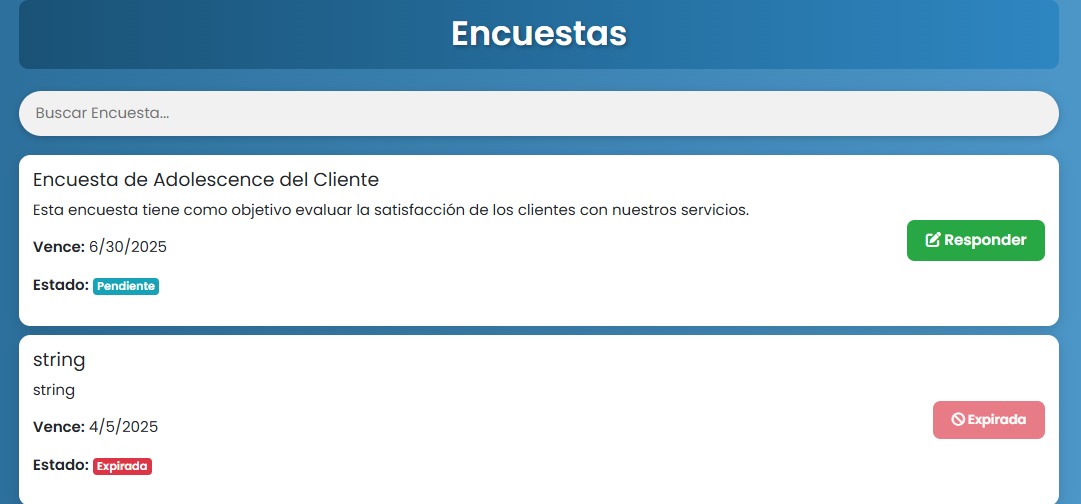 Encuestas
Buscar Encuesta...
Encuesta de Adolescence del Cliente
Esta encuesta tiene como objetivo evaluar la satisfacción de los clientes con nuestros servicios.
Vence: 6/30/2025
Responder
Estado: Pendiente
string
string
Vence: 4/5/2025
Expirada
Estado: Expirada